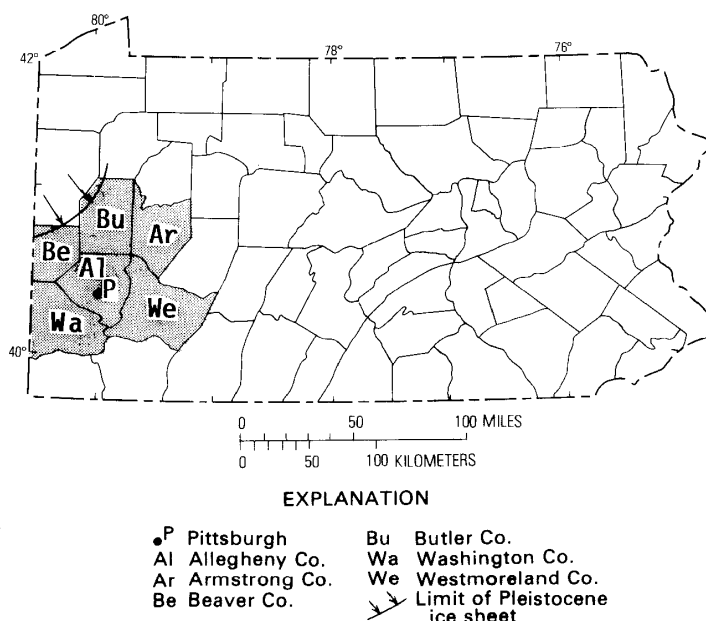 80°
42°
78°
76°
Bu
Ar
Be
Al
P
We
Wa
40°
0 50 100 MILES
0 50 100 KILOMETERS
EXPLANATION
P Pittsburgh
Al Allegheny Co.
Ar Armstrong Co.
Be Beaver Co.
Bu Butler Co.
Wa Washington Co.
We Westmoreland Co.
Limit of Pleistocene
ice sheet